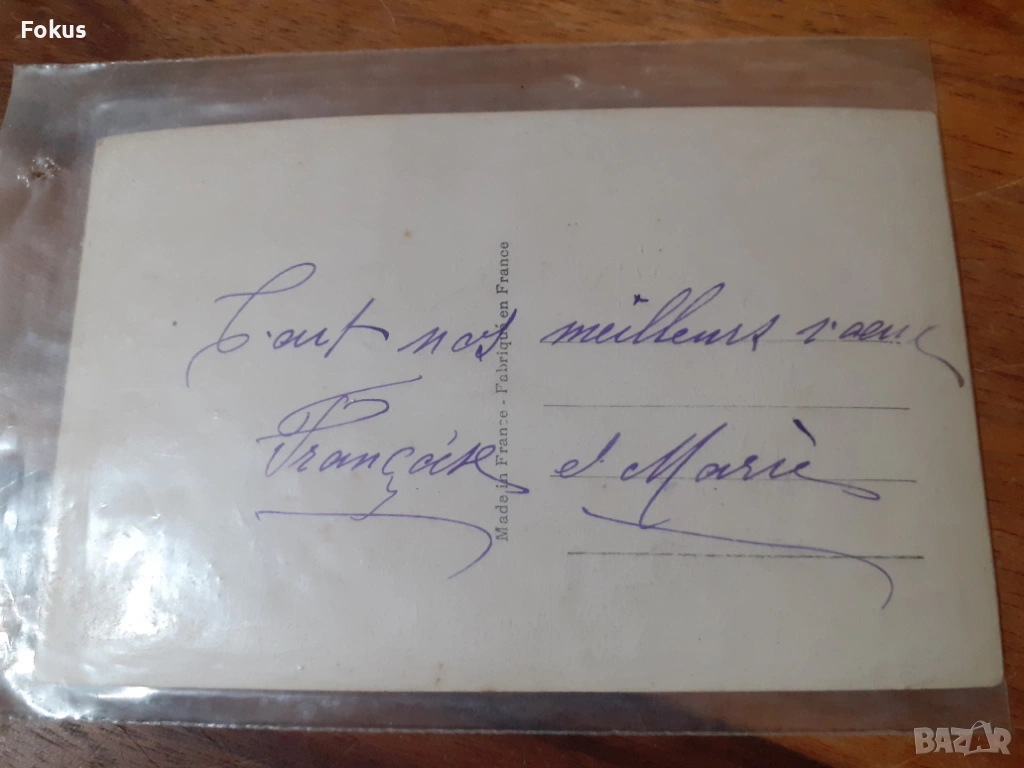 Fokus
Tout nos meilleurs voeux
Françoise et Marie
Made in France - Fabriqué en France
BAZAR